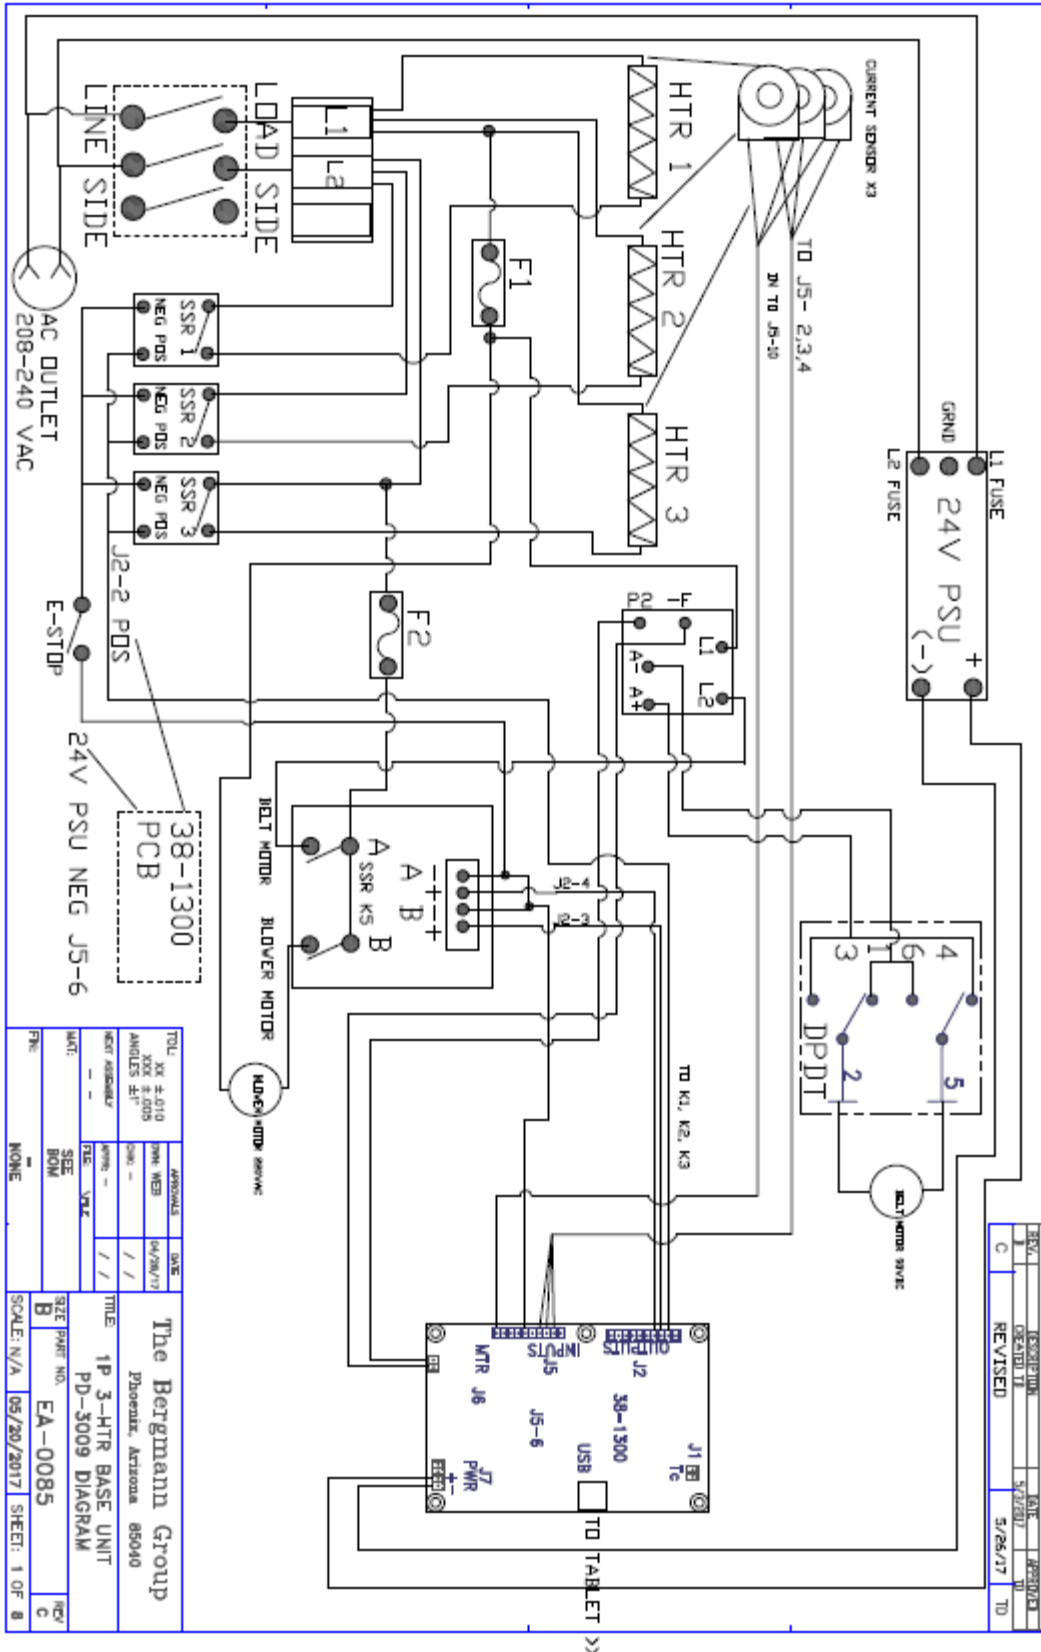 CURRENT SENSOR X3
HTR 1
HTR 2
HTR 3
TO J5- 2,3,4
IN TO J5-10
L1
L2
LOAD SIDE
LINE SIDE
AC OUTLET
208-240 VAC
SSR 1
NEG POS
SSR 2
NEG POS
SSR 3
NEG POS
F1
F2
L1 FUSE
GRND
L2 FUSE
24V PSU
(-) +
J2-2 POS
E-STOP
24V PSU NEG J5-6
38-1300
PCB
L1
L2
A-
A+
BELT MOTOR
BLOWER MOTOR
A
SSR K5
B
A B
- + - +
J2-4
J2-3
3 1 6 4
DPDT
2 5
BELT MOTOR 90VDC
TO K1, K2, K3
OUTPUTS
J2
INPUTS
J5
MTR
J6
38-1300
J5-6
J1
Tc
USB
J7
PWR
+ -
TO TABLET >>
REV. DESCRIPTION DATE APPROVED
C REVISED 5/26/17 TD
TOL:
.XX ±.010
.XXX ±.005
ANGLES ±1°
NEXT ASSEMBLY
- -
MAT:
SEE
BOM
FIN:
-
NONE
APPROVALS DATE
DWN: WEB 04/26/17
CHK: - / /
APPR: - / /
FILE:
The Bergmann Group
Phoenix, Arizona 85040
TITLE:
1P 3-HTR BASE UNIT
PD-3009 DIAGRAM
SIZE PART NO. REV
B EA-0085 C
SCALE: N/A 05/20/2017 SHEET: 1 OF 8